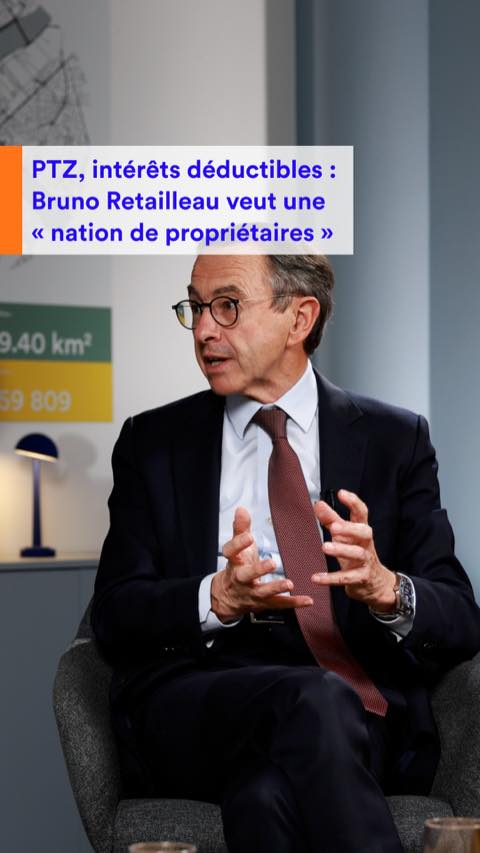 PTZ, intérêts déductibles :
Bruno Retailleau veut une
« nation de propriétaires »
9.40 km²
59 809